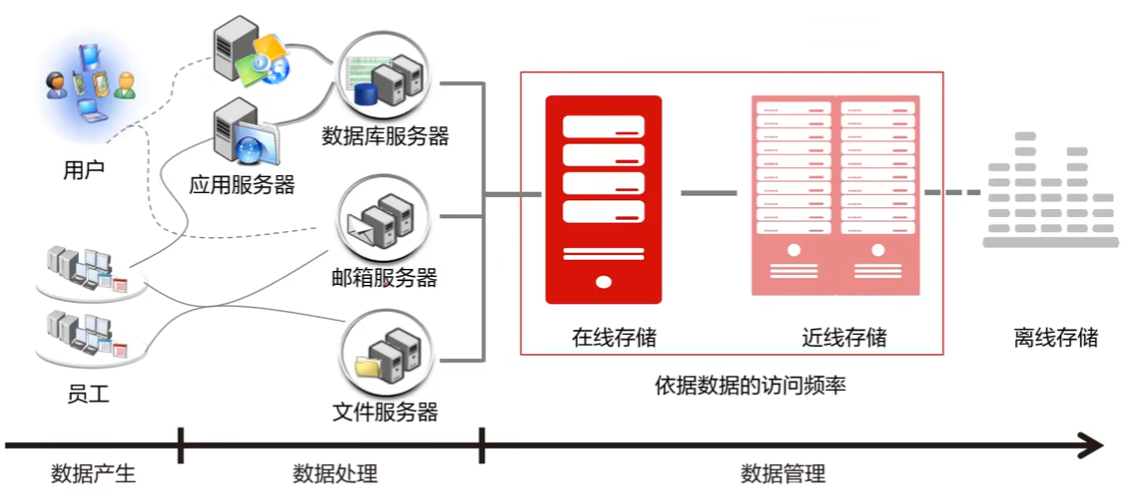 用户
应用服务器
数据库服务器
邮箱服务器
员工
文件服务器
在线存储
近线存储
离线存储
依据数据的访问频率
数据产生
数据处理
数据管理